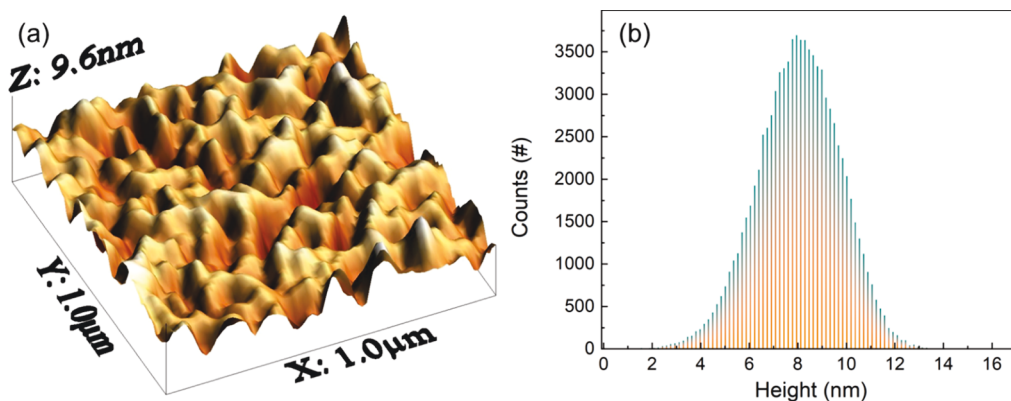 (a)
Z: 9.6nm
Y: 1.0μm
X: 1.0μm
(b)
Counts (#)
3500
3000
2500
2000
1500
1000
500
0
0 2 4 6 8 10 12 14 16
Height (nm)